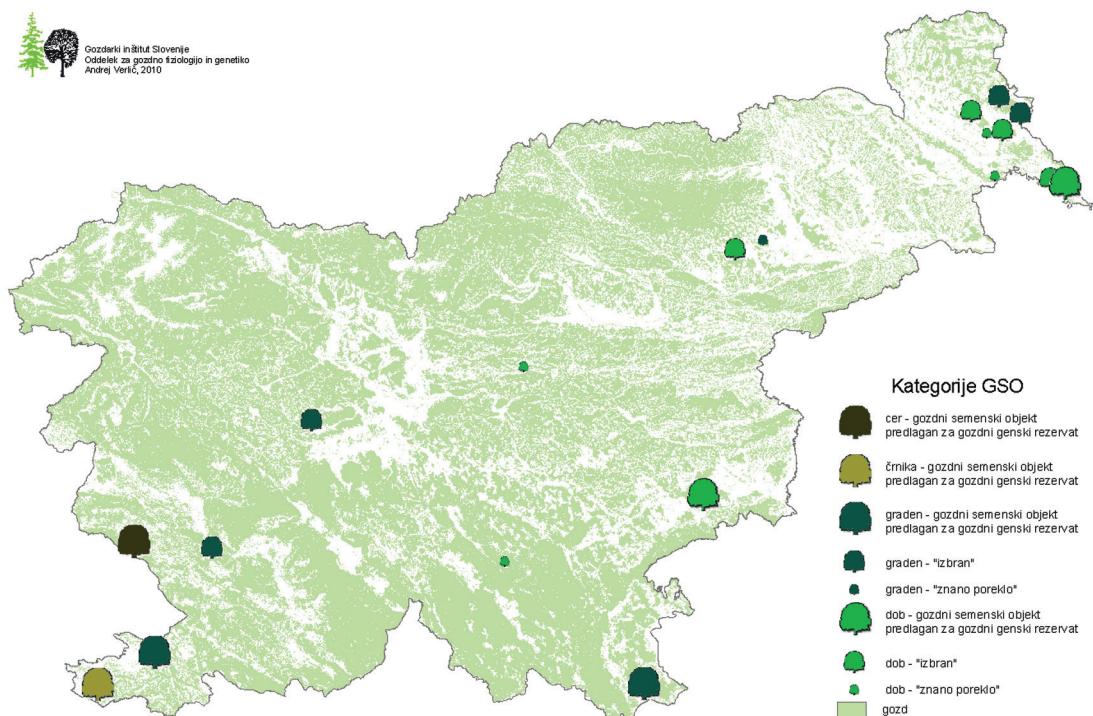 Gozdarki inštitut Slovenije
Oddelek za gozdno fiziologijo in genetiko
Andrej Verlič, 2010
Kategorije GSO
cer - gozdni semenski objekt
predlagan za gozdni genski rezervat
črnika - gozdni semenski objekt
predlagan za gozdni genski rezervat
graden - gozdni semenski objekt
predlagan za gozdni genski rezervat
graden - "izbran"
graden - "znano poreklo"
dob - gozdni semenski objekt
predlagan za gozdni genski rezervat
dob - "izbran"
dob - "znano poreklo"
gozd